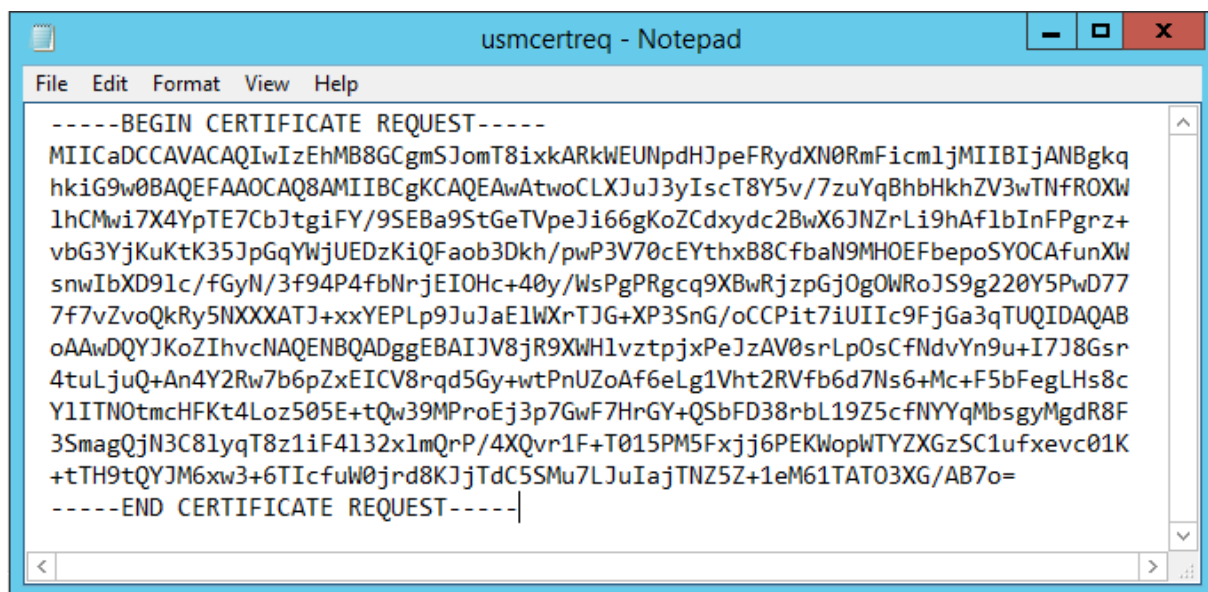 usmcertreq - Notepad
File Edit Format View Help
-----BEGIN CERTIFICATE REQUEST-----
MIICaDCCAVACAQIwIzEhMB8GCgmSJomT8ixkARkWEUNpdHJpeFRydXN0RmFicmljMIIBIjANBgkq
hkiG9w0BAQEFAAOCAQ8AMIIBCgKCAQEAwAtwoCLXJuJ3yIscT8Y5v/7zuYqBhbHkhZV3wTNfROXW
lhCMwi7X4YpTE7CbJtgiFY/9SEBa9StGeTVpeJi66gKoZCdxydc2BwX6JNZrLi9hAflbInFPgrz+
vbG3YjKuKtK35JpGqYWjUEDzKiQFaob3Dkh/pwP3V70cEYthxB8CfbaN9MHOEFbepoSYOCAfunXW
snwIbXD9lc/fGyN/3f94P4fbNrjEIOHc+40y/WsPgPRgcq9XBwRjzpGjOgOWRoJS9g220Y5PwD77
7f7vZvoQkRy5NXXXATJ+xxYEPLp9JuJaElWXrTJG+XP3SnG/oCCPit7iUIIc9FjGa3qTUQIDAQAB
oAAwDQYJKoZIhvcNAQENBQADggEBAIJV8jR9XWHlvztpjxPeJzAV0srLpOsCfNdvYn9u+I7J8Gsr
4tuLjuQ+An4Y2Rw7b6pZxEICV8rqd5Gy+wtPnUZoAf6eLg1Vht2RVfb6d7Ns6+Mc+F5bFegLHs8c
YlITNOtmcHFKt4Loz505E+tQw39MProEj3p7GwF7HrGY+QSbFD38rbL19Z5cfNYYqMbsgyMgdR8F
3SmagQjN3C8lyqT8z1iF4l32xlmQrP/4XQvr1F+T015PM5Fxjj6PEKWopWTYZXGzSC1ufxevc01K
+tTH9tQYJM6xw3+6TIcfuW0jrd8KJjTdC5SMu7LJuIajTNZ5Z+1eM61TATO3XG/AB7o=
-----END CERTIFICATE REQUEST-----